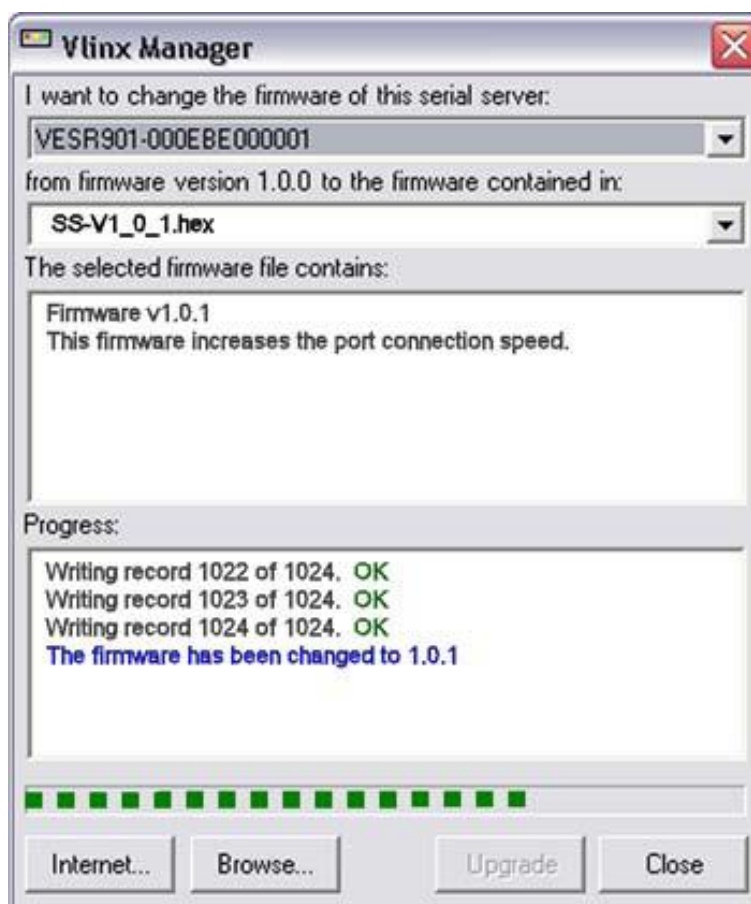 Vlinx Manager
I want to change the firmware of this serial server:
VESR901-000EBE000001
from firmware version 1.0.0 to the firmware contained in:
SS-V1_0_1.hex
The selected firmware file contains:
Firmware v1.0.1
This firmware increases the port connection speed.
Progress:
Writing record 1022 of 1024. OK
Writing record 1023 of 1024. OK
Writing record 1024 of 1024. OK
The firmware has been changed to 1.0.1
Internet... Browse... Upgrade Close